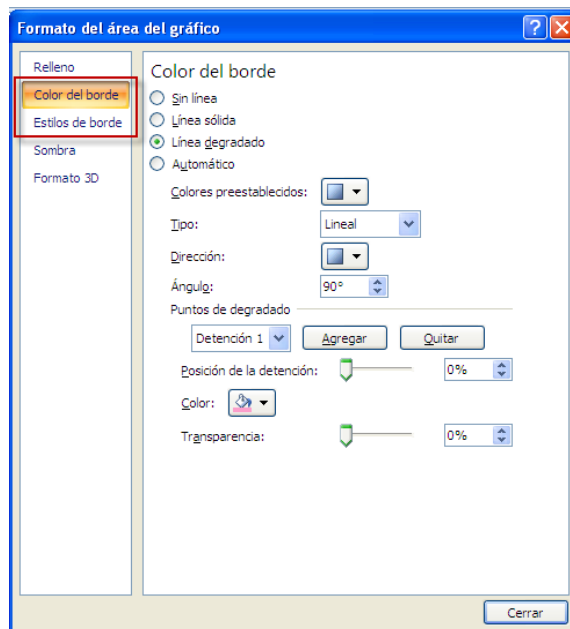 Formato del área del gráfico
Relleno
Color del borde
Estilos de borde
Sombra
Formato 3D
Color del borde
Sin línea
Línea sólida
Línea degradado
Automático
Colores preestablecidos:
Tipo: Lineal
Dirección:
Ángulo: 90°
Puntos de degradado
Detención 1 Agregar Quitar
Posición de la detención: 0%
Color:
Transparencia: 0%
Cerrar